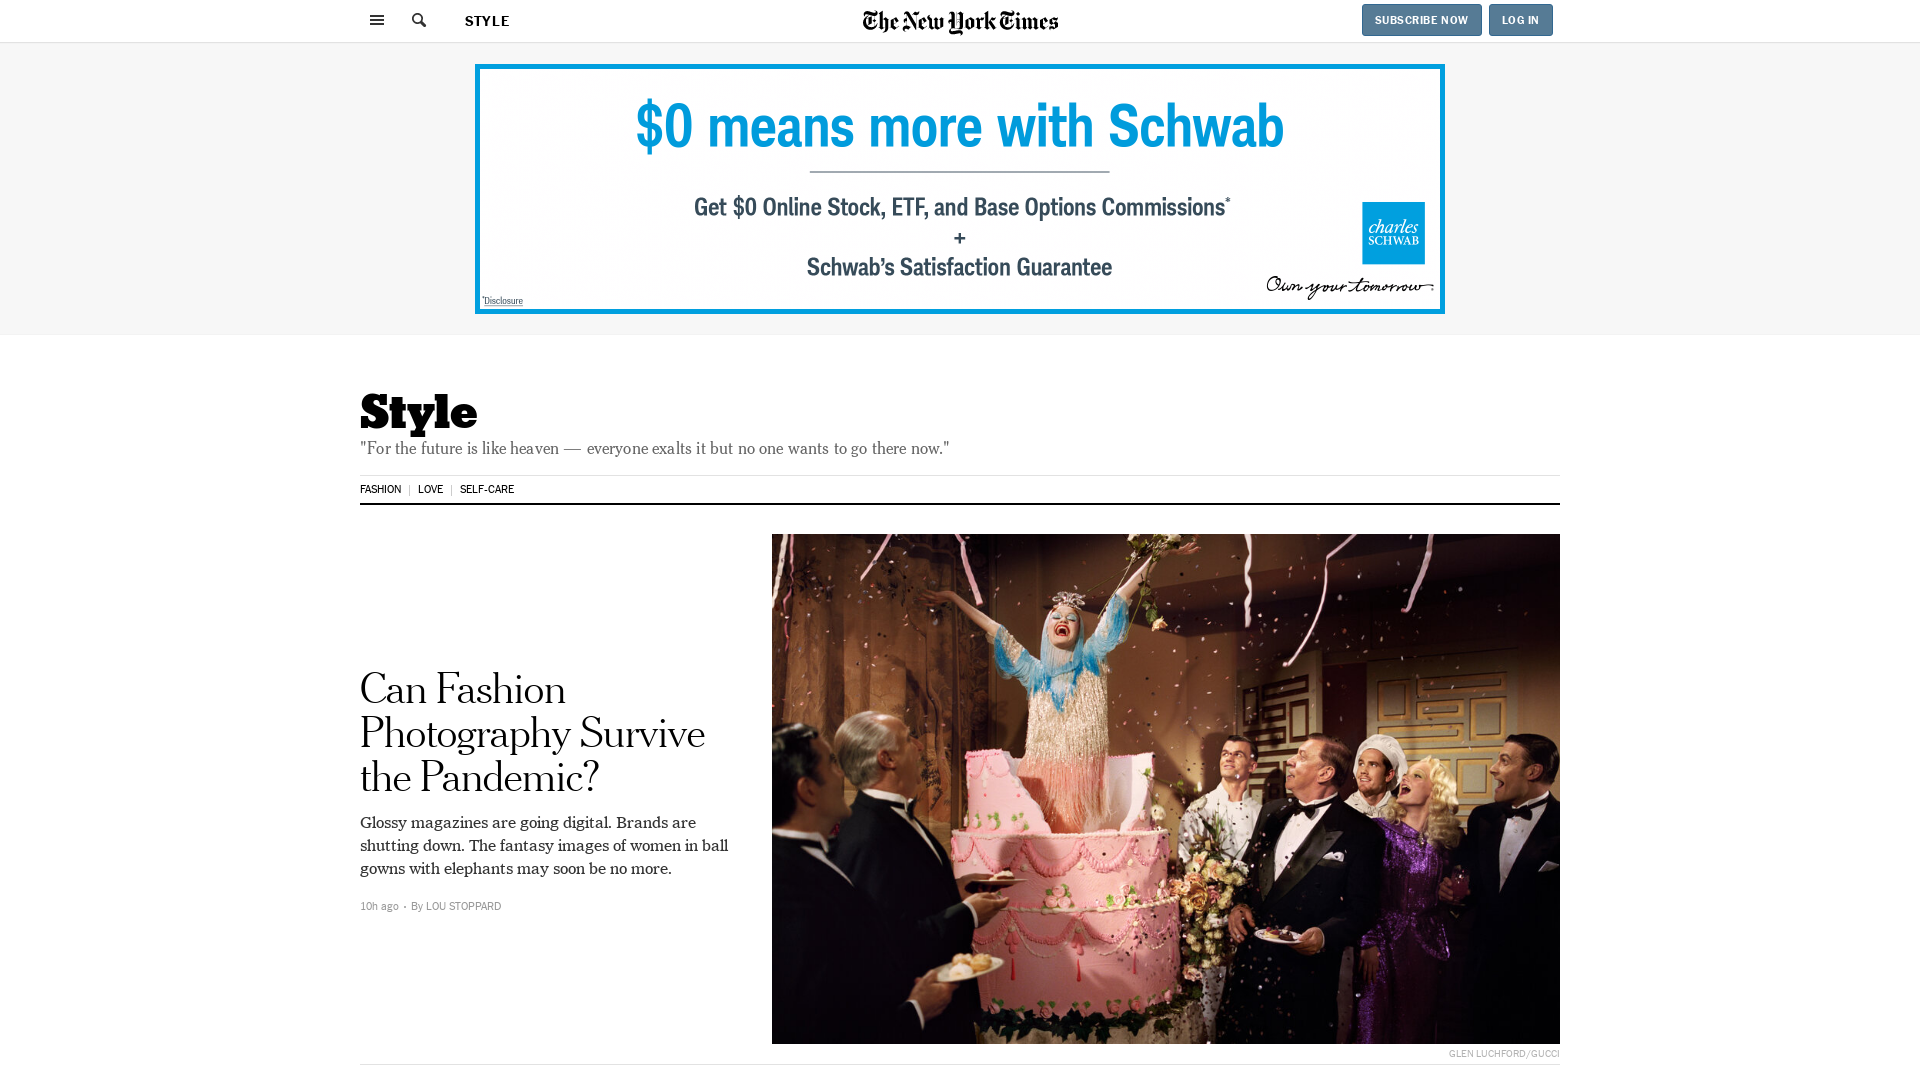 STYLE
The New York Times
SUBSCRIBE NOW
LOG IN
$0 means more with Schwab
Get $0 Online Stock, ETF, and Base Options Commissions*
+
Schwab's Satisfaction Guarantee
charles
SCHWAB
Own your tomorrow
*Disclosure
Style
"For the future is like heaven — everyone exalts it but no one wants to go there now."
FASHION
LOVE
SELF-CARE
Can Fashion
Photography Survive
the Pandemic?
Glossy magazines are going digital. Brands are
shutting down. The fantasy images of women in ball
gowns with elephants may soon be no more.
10h ago • By LOU STOPPARD
GLEN LUCHFORD/GUCCI